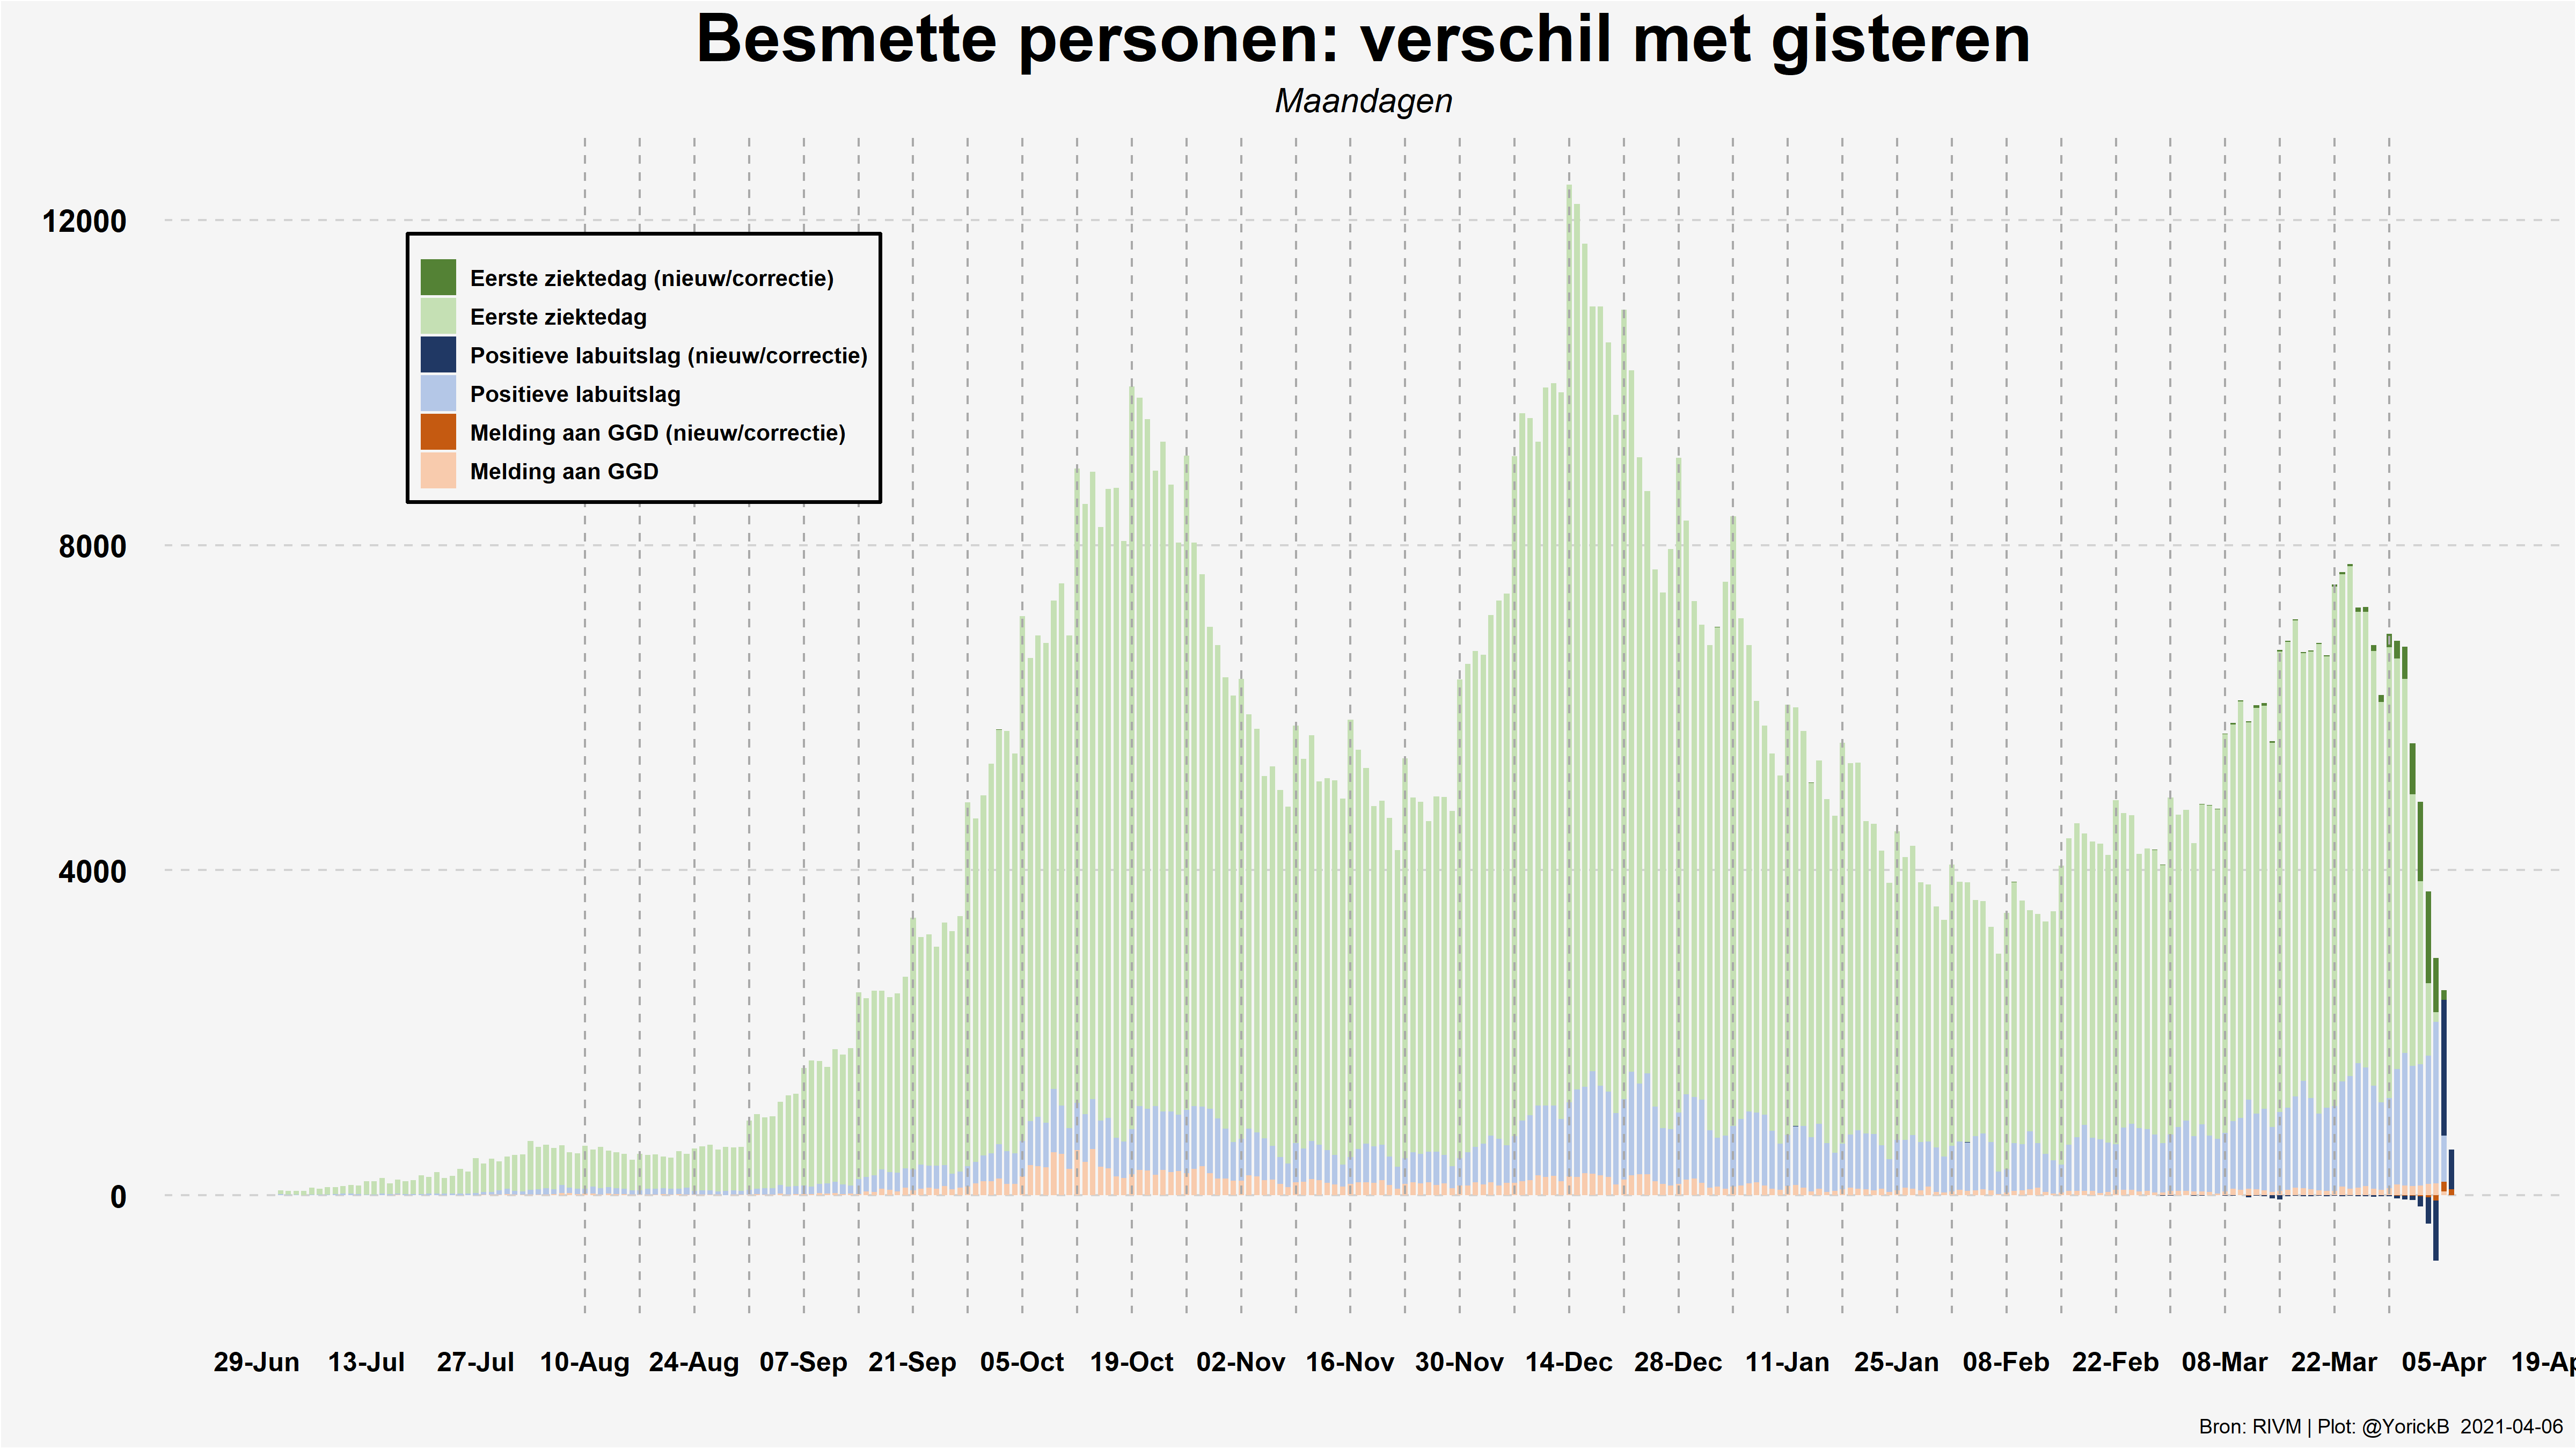 Besmette personen: verschil met gisteren
Maandagen
12000
8000
4000
0
Eerste ziektedag (nieuw/correctie)
Eerste ziektedag
Positieve labuitslag (nieuw/correctie)
Positieve labuitslag
Melding aan GGD (nieuw/correctie)
Melding aan GGD
29-Jun 13-Jul 27-Jul 10-Aug 24-Aug 07-Sep 21-Sep 05-Oct 19-Oct 02-Nov 16-Nov 30-Nov 14-Dec 28-Dec 11-Jan 25-Jan 08-Feb 22-Feb 08-Mar 22-Mar 05-Apr 19-Ap
Bron: RIVM | Plot: @YorickB 2021-04-06